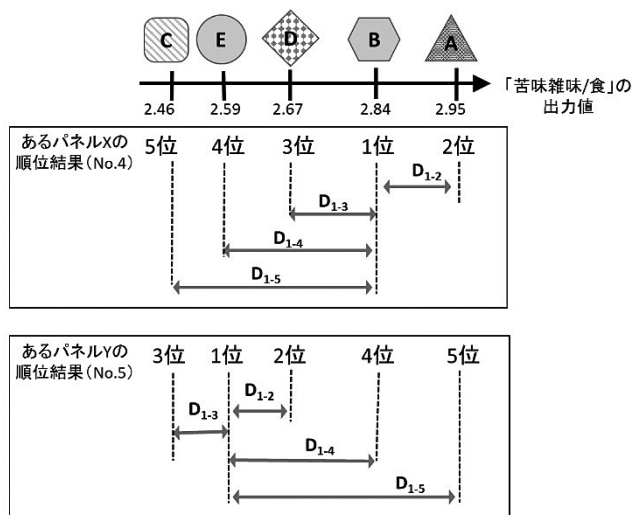 C E D B A
2.46 2.59 2.67 2.84 2.95
「苦味雑味/食」の
出力値
あるパネルXの
順位結果(No.4)
5位 4位 3位 1位 2位
D1-2
D1-3
D1-4
D1-5
あるパネルYの
順位結果(No.5)
3位 1位 2位 4位 5位
D1-2
D1-3
D1-4
D1-5